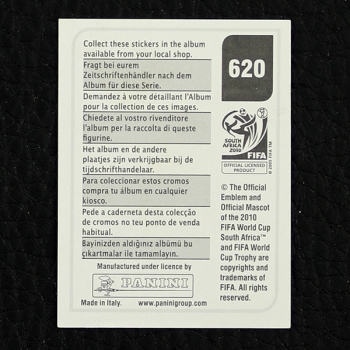 Collect these stickers in the album
available from your local shop.
Fragt bei eurem
Zeitschriftenhändler nach dem
Album für diese Serie.
Demandez à votre détaillant l'Album
pour la collection de ces images.
Chiedete al vostro rivenditore
l'album per la raccolta di queste
figurine.
Het album en de andere
plaatjes zijn verkrijgbaar bij de
tijdschrifthandelaar.
Para coleccionar estos cromos
compra tu álbum en cualquier
kiosco.
Pede a caderneta desta colecção
de cromos no teu ponto de venda
habitual.
Bayinizden aldığınız albümü bu
çıkartmalar ile tamamlayın.
Manufactured under licence by
PANINI
Made in Italy. www.paninigroup.com
620
SOUTH AFRICA
2010
FIFA
OFFICIAL LICENSED
PRODUCT
© The Official
Emblem and
Official Mascot
of the 2010
FIFA World Cup
South Africa™
and FIFA World
Cup Trophy are
copyrights and
trademarks of
FIFA. All rights
reserved.